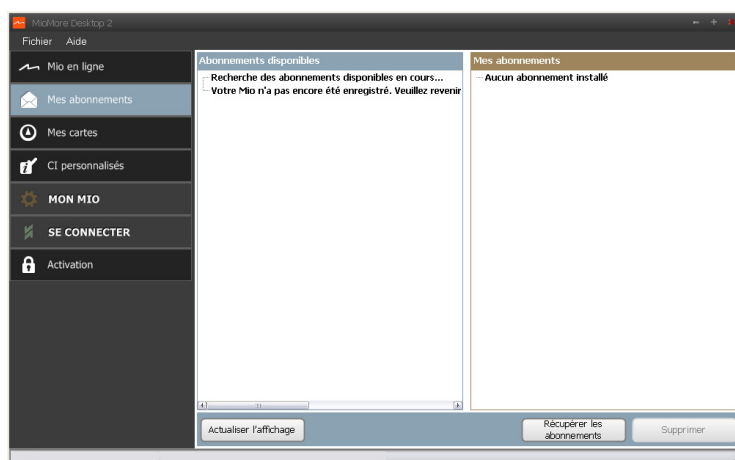 MioMore Desktop 2
Fichier Aide
Mio en ligne
Mes abonnements
Mes cartes
CI personnalisés
MON MIO
SE CONNECTER
Activation
Abonnements disponibles
Recherche des abonnements disponibles en cours...
Votre Mio n'a pas encore été enregistré. Veuillez revenir
Mes abonnements
Aucun abonnement installé
Actualiser l'affichage
Récupérer les
abonnements
Supprimer